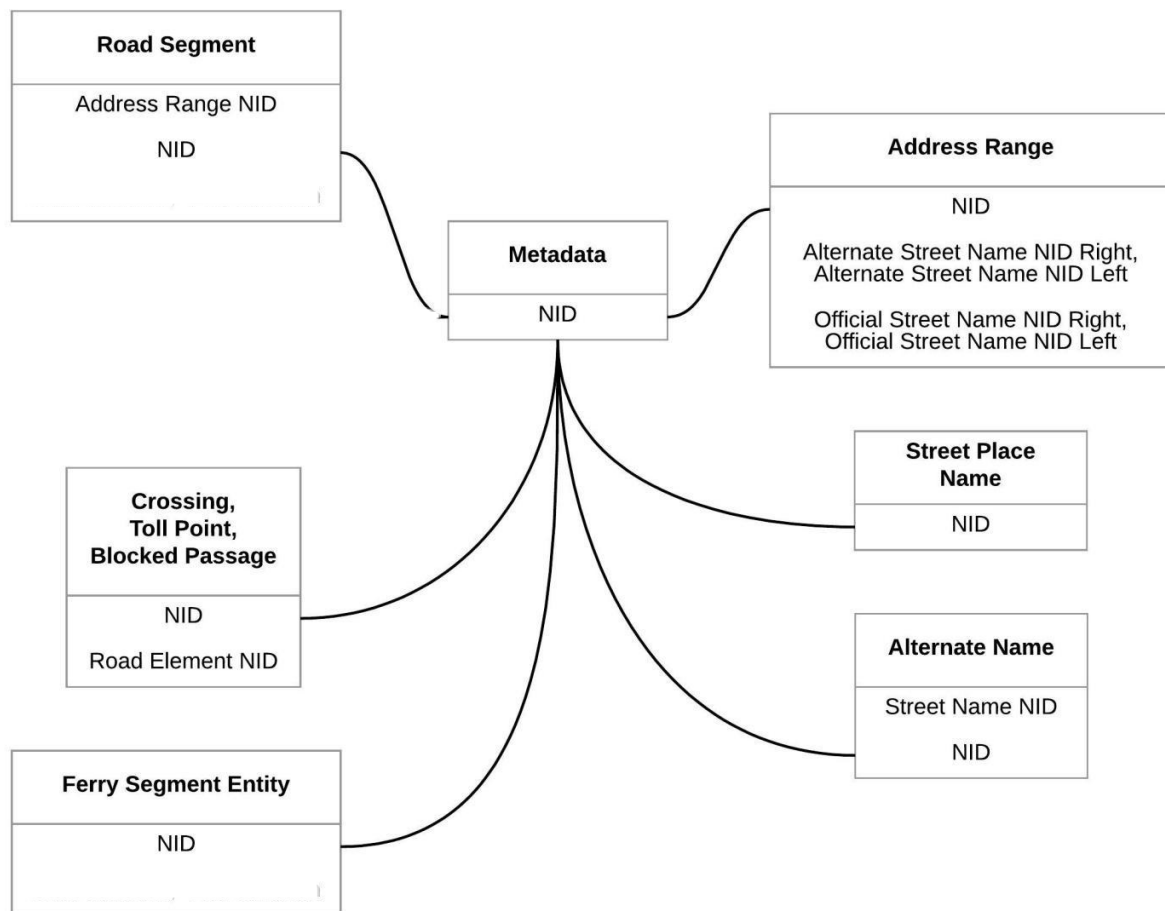 Road Segment
Address Range NID
NID
Address Range
NID
Alternate Street Name NID Right,
Alternate Street Name NID Left
Official Street Name NID Right,
Official Street Name NID Left
Metadada
NID
Street Place
Name
NID
Crossing,
Toll Point,
Blocked Passage
NID
Road Element NID
Alternate Name
Street Name NID
NID
Ferry Segment Entity
NID